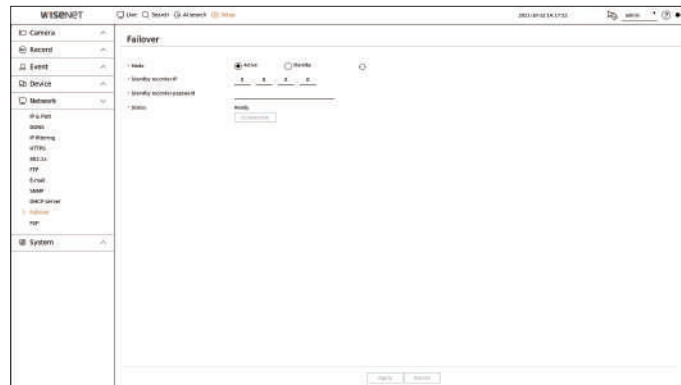 WISENET
Live Search AI search Setup
admin
Camera
Record
Event
Device
Network
IP & Port
DDNS
IP filtering
HTTPS
802.1x
FTP
E-mail
SNMP
DHCP server
Failover
P2P
System
Failover
Mode
Active Standby
Standby recorder IP
Standby recorder password
Status
Ready
Apply